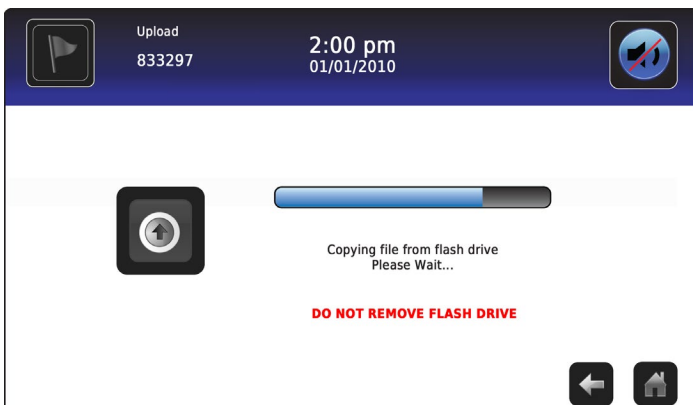 Upload
833297
2:00 pm
01/01/2010
Copying file from flash drive
Please Wait...
DO NOT REMOVE FLASH DRIVE